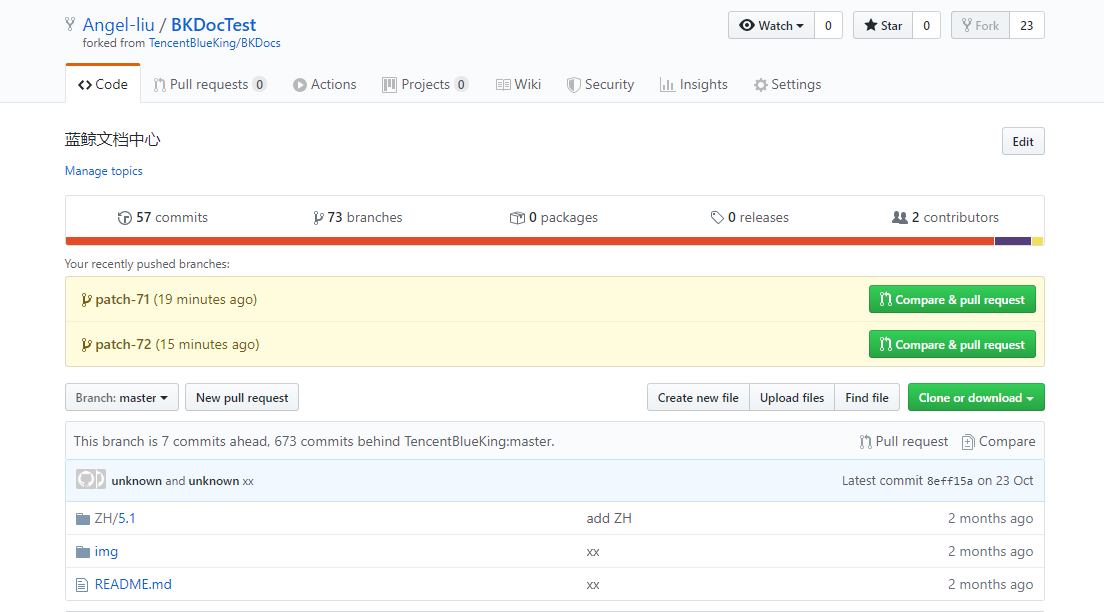 Angel-liu / BKDocTest
Watch 0 Star 0 Fork 23
forked from TencentBlueKing/BKDocs
Code Pull requests 0 Actions Projects 0 Wiki Security Insights Settings
蓝鲸文档中心 Edit
Manage topics
57 commits 73 branches 0 packages 0 releases 2 contributors
Your recently pushed branches:
patch-71 (19 minutes ago) Compare & pull request
patch-72 (15 minutes ago) Compare & pull request
Branch: master New pull request Create new file Upload files Find file Clone or download
This branch is 7 commits ahead, 673 commits behind TencentBlueKing:master. Pull request Compare
unknown and unknown xx Latest commit 8eff15a on 23 Oct
ZH/5.1 add ZH 2 months ago
img xx 2 months ago
README.md xx 2 months ago